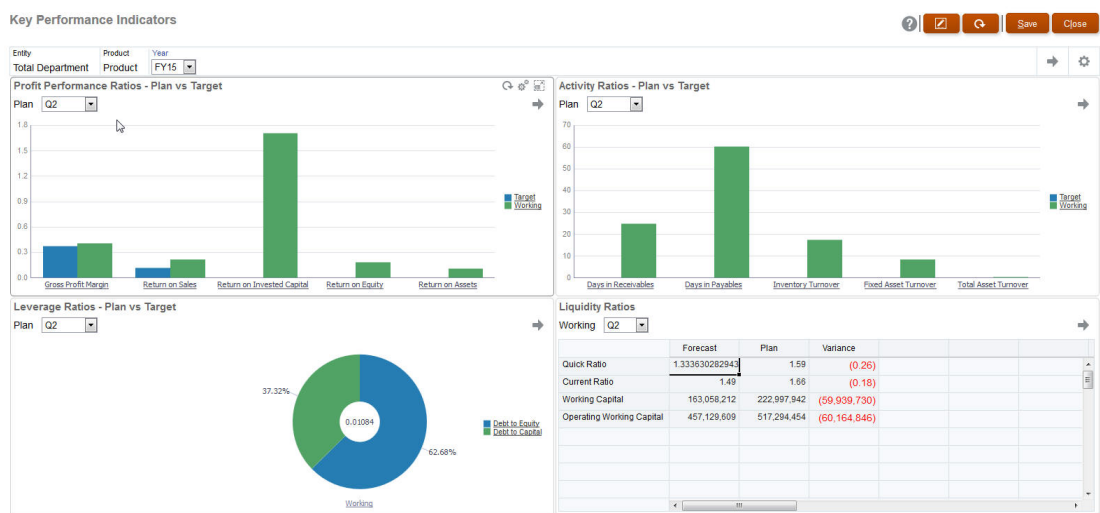 Key Performance Indicators
?
Save
Close
Entity Product Year
Total Department Product FY15
Profit Performance Ratios - Plan vs Target
Plan Q2
1.8
1.5
1.2
0.9
0.6
0.3
0.0
Gross Profit Margin Return on Sales Return on Invested Capital Return on Equity Return on Assets
Target
Working
Activity Ratios - Plan vs Target
Plan Q2
70
60
50
40
30
20
10
0
Days in Receivables Days in Payables Inventory Turnover Fixed Asset Turnover Total Asset Turnover
Target
Working
Leverage Ratios - Plan vs Target
Plan Q2
37.32%
0.01084
62.68%
Working
Debt to Equity
Debt to Capital
Liquidity Ratios
Working Q2
Forecast Plan Variance
Quick Ratio 1.333630282943 1.59 (0.26)
Current Ratio 1.49 1.66 (0.18)
Working Capital 163,058,212 222,997,942 (59,939,730)
Operating Working Capital 457,129,609 517,294,454 (60,164,846)